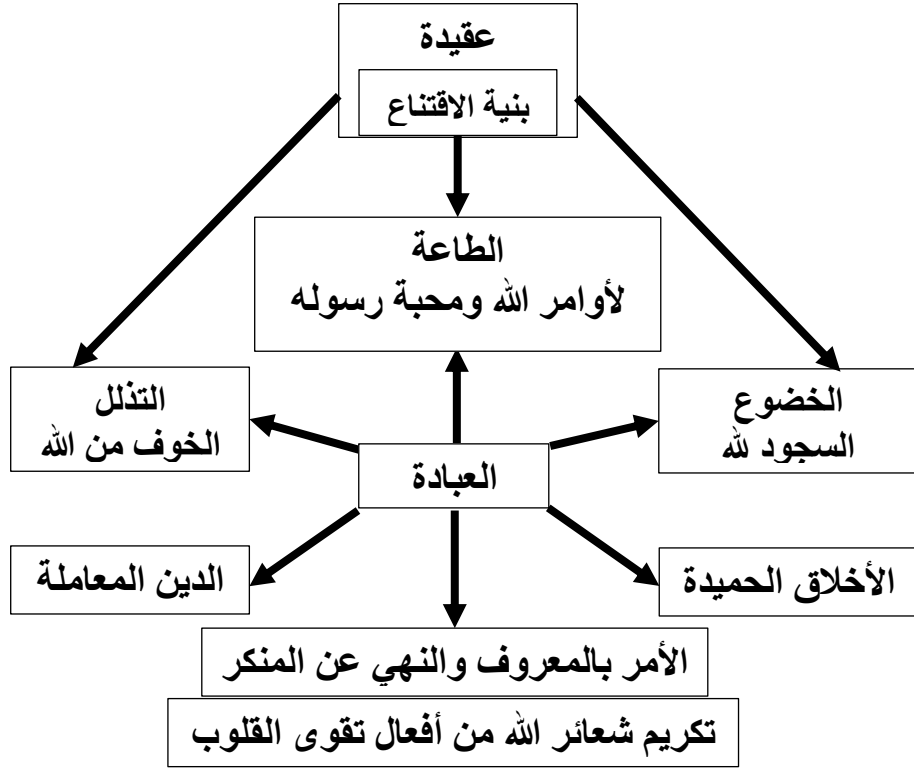 عقيدة
بنية الاقتناع
الطاعة
لأوامر الله ومحبة رسوله
الخضوع
السجود لله
التذلل
الخوف من الله
العبادة
الأخلاق الحميدة
الدين المعاملة
الأمر بالمعروف والنهي عن المنكر
تكريم شعائر الله من أفعال تقوى القلوب